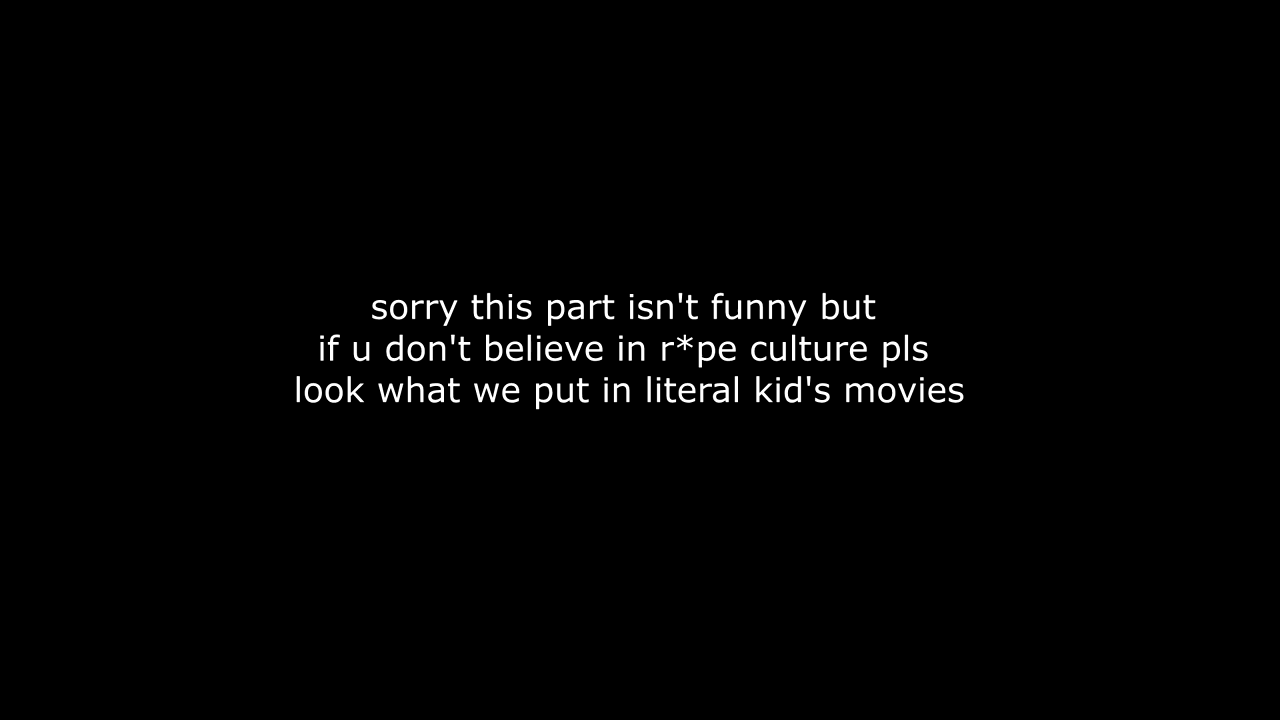 sorry this part isn't funny but
if u don't believe in r*pe culture pls
look what we put in literal kid's movies